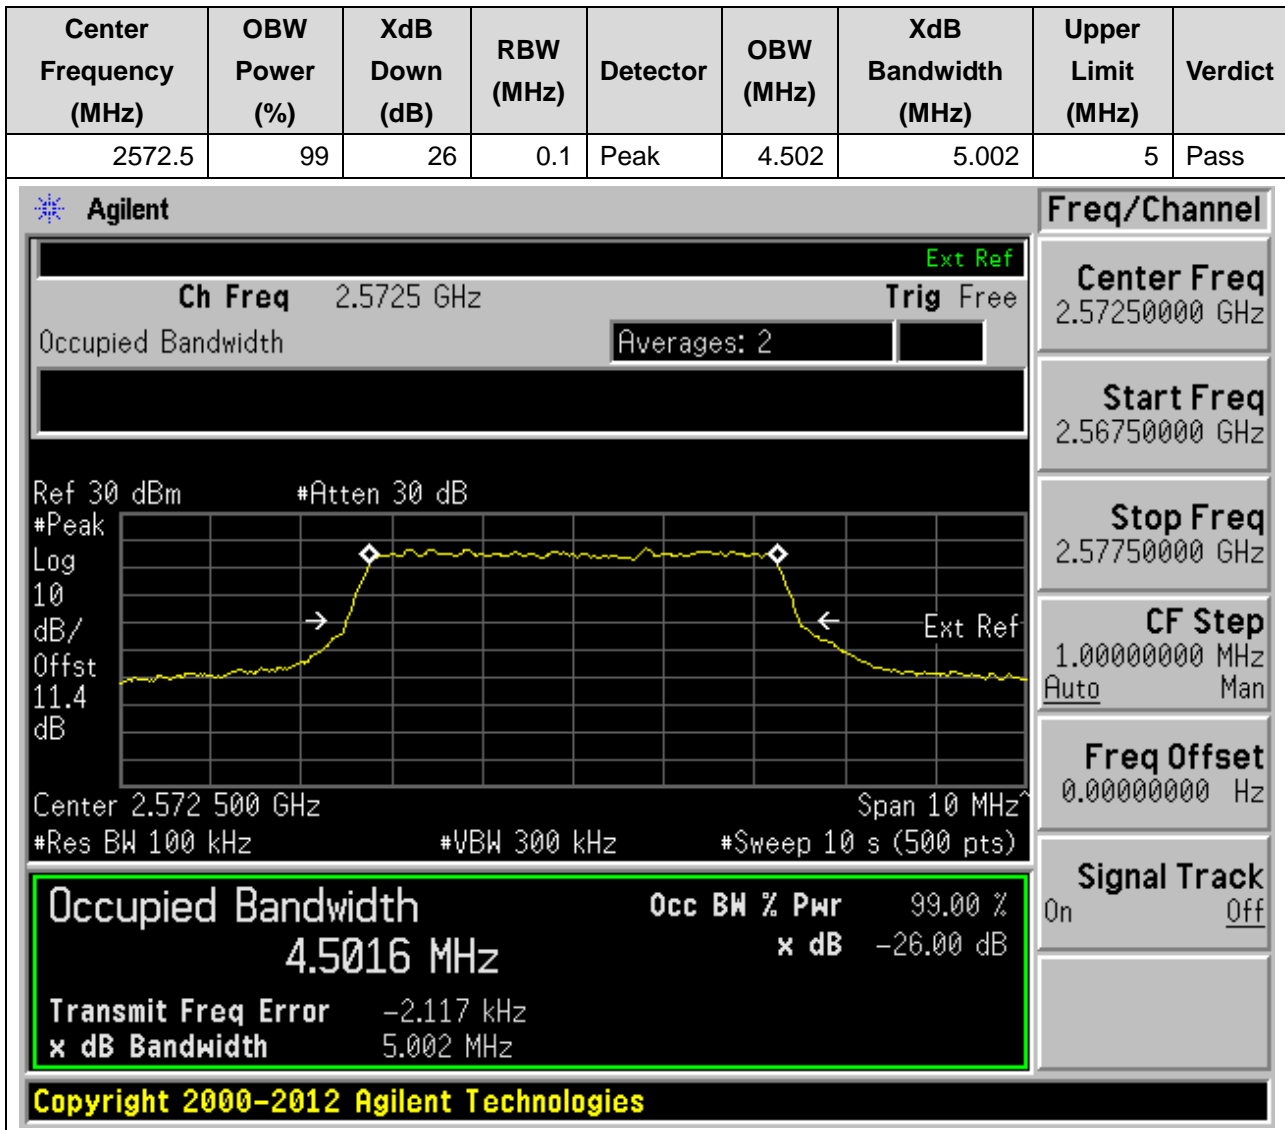 Center Frequency (MHz) OBW Power (%) XdB Down (dB) RBW (MHz) Detector OBW (MHz) XdB Bandwidth (MHz) Upper Limit (MHz) Verdict
2572.5 99 26 0.1 Peak 4.502 5.002 5 Pass
Agilent
Freq/Channel
Ext Ref
Ch Freq 2.5725 GHz Trig Free
Occupied Bandwidth Averages: 2
Center Freq
2.57250000 GHz
Start Freq
2.56750000 GHz
Stop Freq
2.57750000 GHz
CF Step
1.00000000 MHz
Auto Man
Freq Offset
0.00000000 Hz
Signal Track
On Off
Ref 30 dBm #Atten 30 dB
#Peak
Log
10
dB/
Offst
11.4
dB
Ext Ref
Center 2.572 500 GHz Span 10 MHz^
#Res BW 100 kHz #VBW 300 kHz #Sweep 10 s (500 pts)
Occupied Bandwidth
4.5016 MHz
Occ BW % Pwr 99.00 %
x dB -26.00 dB
Transmit Freq Error -2.117 kHz
x dB Bandwidth 5.002 MHz
Copyright 2000-2012 Agilent Technologies